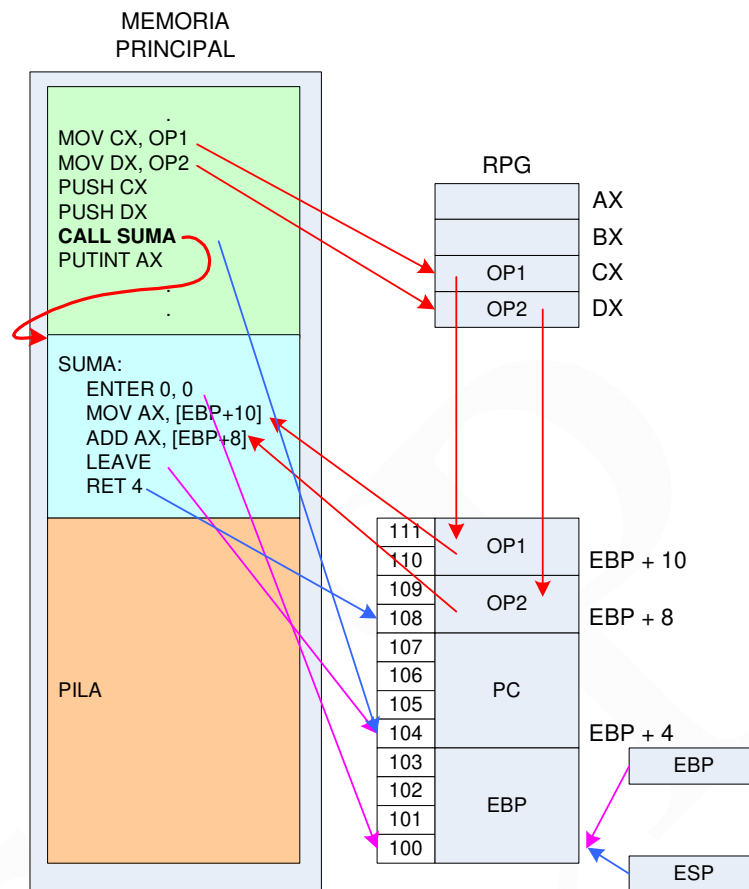 MEMORIA
PRINCIPAL
.
MOV CX, OP1
MOV DX, OP2
PUSH CX
PUSH DX
CALL SUMA
PUTINT AX
.
.
SUMA:
ENTER 0, 0
MOV AX, [EBP+10]
ADD AX, [EBP+8]
LEAVE
RET 4
PILA
RPG
AX
BX
OP1 CX
OP2 DX
111
OP1
110 EBP + 10
109
OP2
108 EBP + 8
107
106
PC
105
104 EBP + 4
103
102
EBP
101
100
EBP
ESP